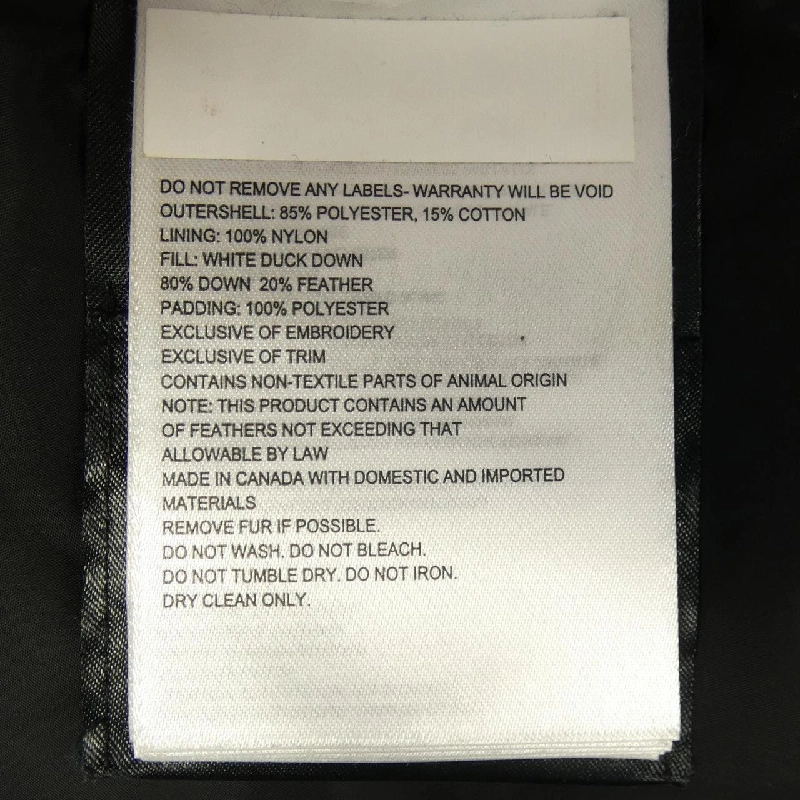 DO NOT REMOVE ANY LABELS- WARRANTY WILL BE VOID
OUTERSHELL: 85% POLYESTER, 15% COTTON
LINING: 100% NYLON
FILL: WHITE DUCK DOWN
80% DOWN 20% FEATHER
PADDING: 100% POLYESTER
EXCLUSIVE OF EMBROIDERY
EXCLUSIVE OF TRIM
CONTAINS NON-TEXTILE PARTS OF ANIMAL ORIGIN
NOTE: THIS PRODUCT CONTAINS AN AMOUNT
OF FEATHERS NOT EXCEEDING THAT
ALLOWABLE BY LAW
MADE IN CANADA WITH DOMESTIC AND IMPORTED
MATERIALS
REMOVE FUR IF POSSIBLE.
DO NOT WASH. DO NOT BLEACH.
DO NOT TUMBLE DRY. DO NOT IRON.
DRY CLEAN ONLY.